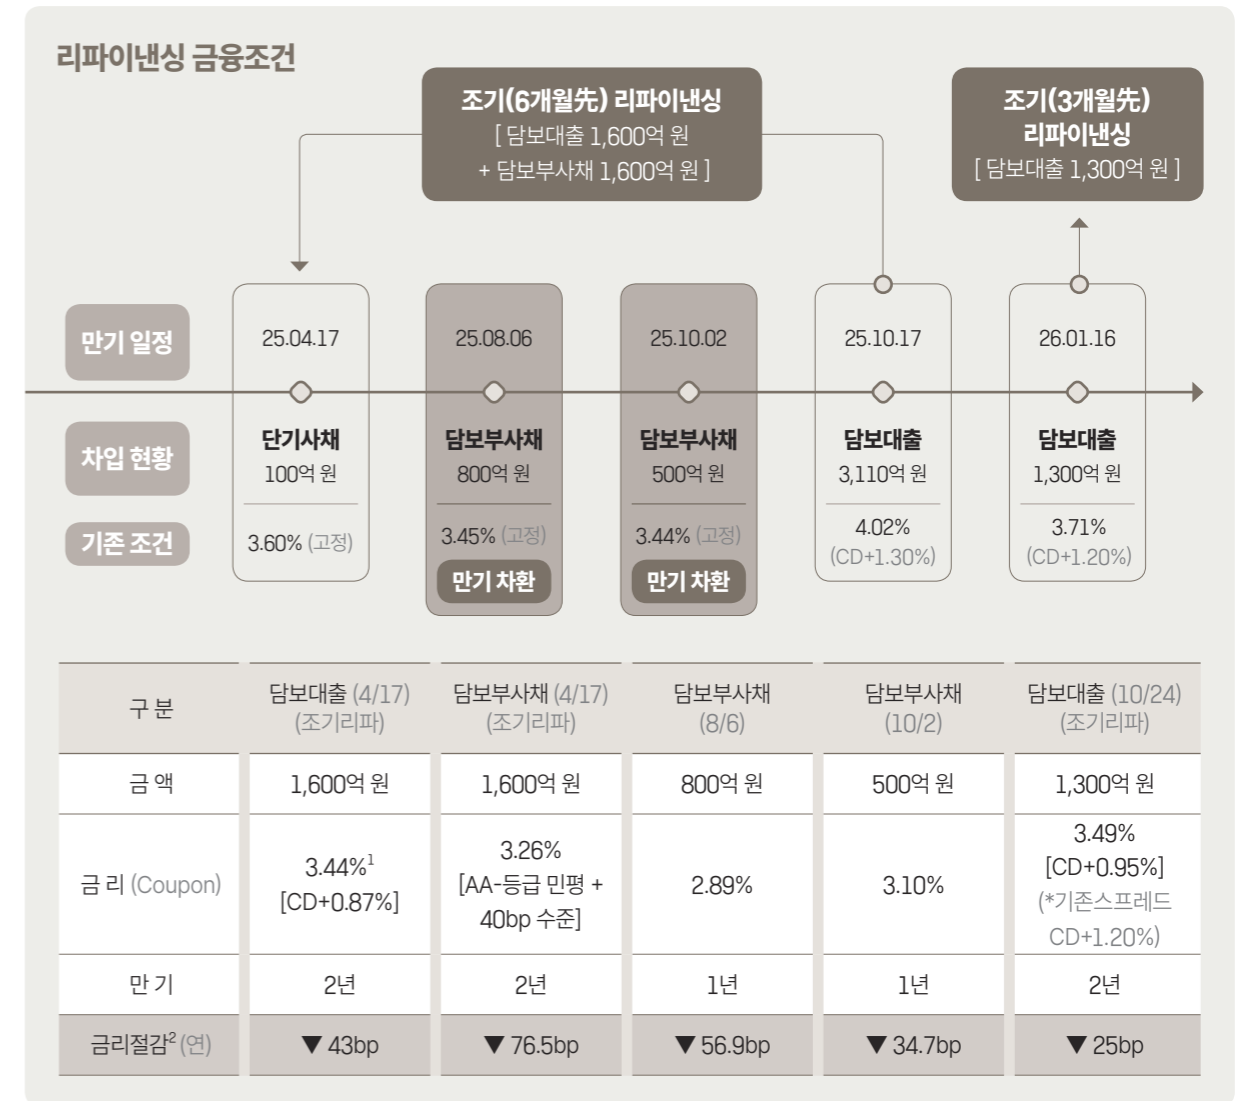 리파이낸싱 금융조건
조기(6개월先) 리파이낸싱
[ 담보대출 1,600억 원
+ 담보부사채 1,600억 원 ]
조기(3개월先)
리파이낸싱
[ 담보대출 1,300억 원 ]
만기 일정
25.04.17
25.08.06
25.10.02
25.10.17
26.01.16
차입 현황
단기사채
100억 원
담보부사채
800억 원
담보부사채
500억 원
담보대출
3,110억 원
담보대출
1,300억 원
기존 조건
3.60% (고정)
3.45% (고정)
만기 차환
3.44% (고정)
만기 차환
4.02%
(CD+1.30%)
3.71%
(CD+1.20%)
구 분
담보대출 (4/17)
(조기리파)
담보부사채 (4/17)
(조기리파)
담보부사채
(8/6)
담보부사채
(10/2)
담보대출 (10/24)
(조기리파)
금 액
1,600억 원
1,600억 원
800억 원
500억 원
1,300억 원
금 리 (Coupon)
3.44%1
[CD+0.87%]
3.26%
[AA-등급 민평 +
40bp 수준]
2.89%
3.10%
3.49%
[CD+0.95%]
(*기존스프레드
CD+1.20%)
만 기
2년
2년
1년
1년
2년
금리절감2 (연)
▼ 43bp
▼ 76.5bp
▼ 56.9bp
▼ 34.7bp
▼ 25bp